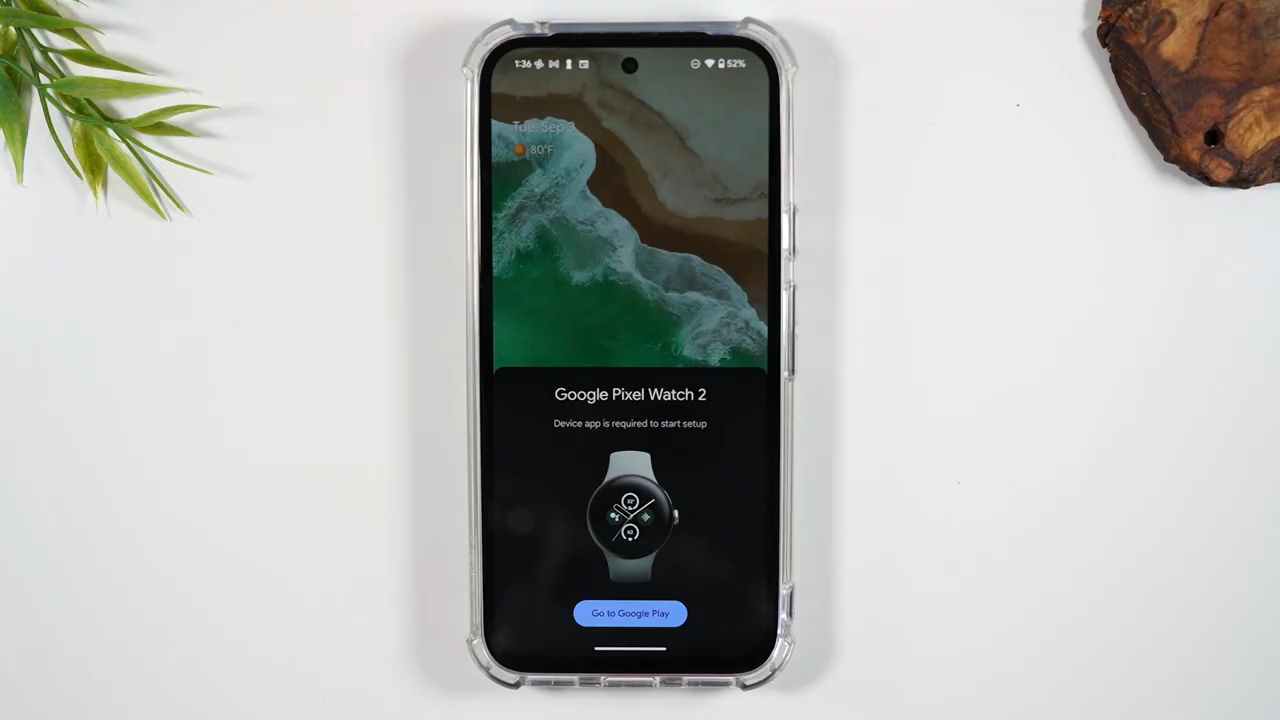 1:36
52%
Tue, Sep 3
80°F
Google Pixel Watch 2
Device app is required to start setup
Go to Google Play